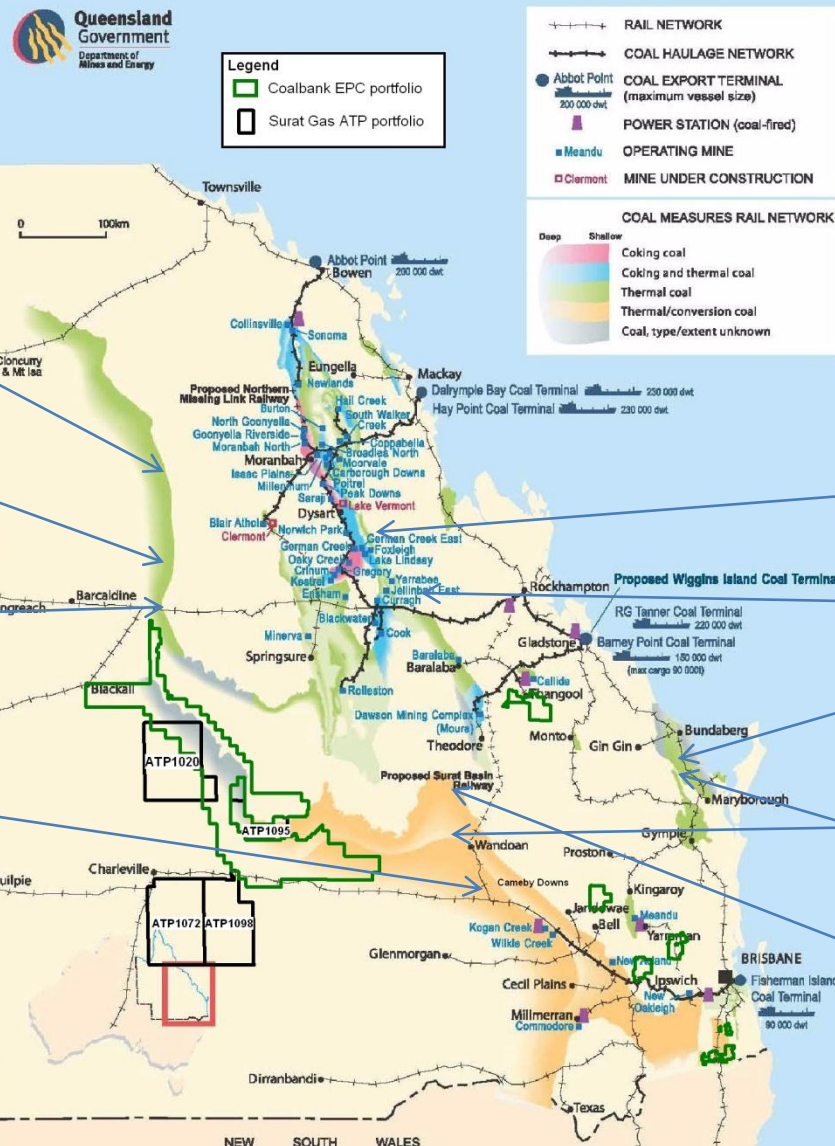 Queensland
Government
Department of
Mines and Energy
Legend
Coalbank EPC portfolio
Surat Gas ATP portfolio
RAIL NETWORK
COAL HAULAGE NETWORK
Abbot Point
200 000 dwt
COAL EXPORT TERMINAL
(maximum vessel size)
POWER STATION (coal-fired)
Meandu
OPERATING MINE
Clermont
MINE UNDER CONSTRUCTION
COAL MEASURES RAIL NETWORK
Deep
Shallow
Coking coal
Coking and thermal coal
Thermal coal
Thermal/conversion coal
Coal, type/extent unknown
0
100km
Townsville
Abbot Point
200 000 dwt
Bowen
Collinsville
Sonoma
Cloncurry
& Mt Isa
Eungella
Mackay
Newlands
Proposed Northern
Missing Link Railway
Dalrymple Bay Coal Terminal
230 000 dwt
Hay Point Coal Terminal
230 000 dwt
Hail Creek
Burton
South Walker
Creek
North Goonyella
Goonyella Riverside
Coppabella
Moranbah North
Broadlea North
Moorvale
Moranbah
Carborough Downs
Isaac Plains
Poitrel
Millennium
Peak Downs
Saraji
Lake Vermont
Dysart
Blair Athol
Clermont
Norwich Park
German Creek East
German Creek
Foxleigh
Oaky Creek
Lake Lindsay
Crinum
Gregory
Kestrel
Yarrabee
Ensham
Jellinbah East
Curragh
Rockhampton
Proposed Wiggins Island Coal Termina
ngreach
Barcaldine
RG Tanner Coal Terminal
220 000 dwt
Blackwater
Minerva
Cook
Gladstone
Barney Point Coal Terminal
150 000 dwt
(max cargo 90 000t)
Springsure
Baralaba
Baralaba
Blackall
Rolleston
Callide
Thangool
Dawson Mining Complex
(Moura)
Theodore
Monto
Gin Gin
Bundaberg
ATP1020
Proposed Surat Basin
Railway
Maryborough
ATP1095
Gympie
Wandoan
Proston
Charleville
uilpie
Cameby Downs
Kingaroy
Jandowae
Meandu
ATP1072
ATP1098
Kogan Creek
Bell
Yarraman
Wilkie Creek
Glenmorgan
New Acland
BRISBANE
Cecil Plains
Ipswich
Fisherman Island
Coal Terminal
90 000 dwt
New
Oakleigh
Millmerran
Commodore
Dirranbandi
Texas
NEW SOUTH WALES